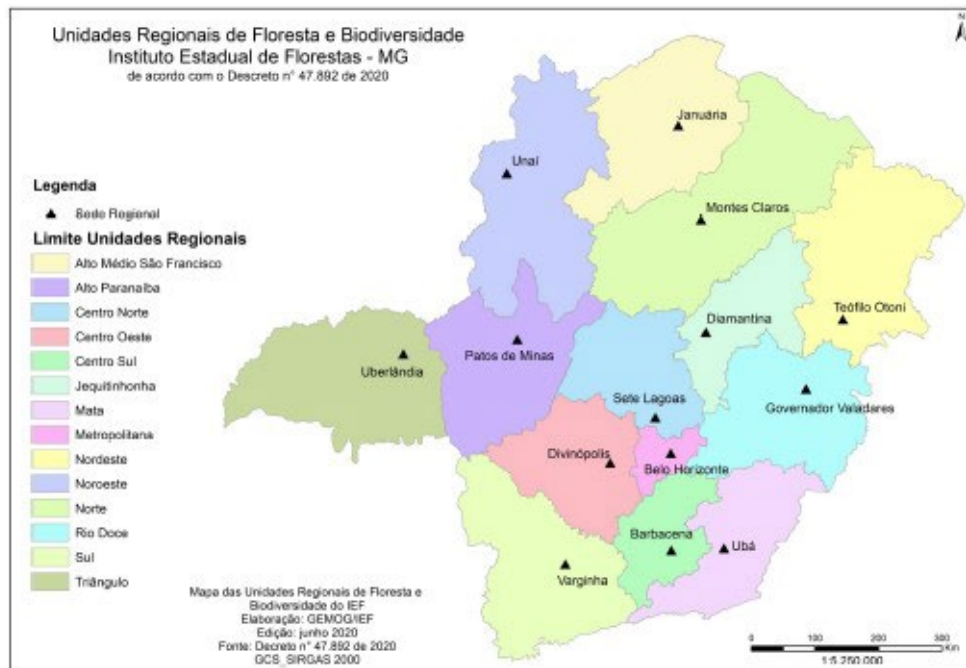 Unidades Regionais de Floresta e Biodiversidade
Instituto Estadual de Florestas - MG
de acordo com o Descreto n° 47.892 de 2020
N
Legenda
Sede Regional
Limite Unidades Regionais
Alto Médio São Francisco
Alto Paranaíba
Centro Norte
Centro Oeste
Centro Sul
Jequitinhonha
Mata
Metropolitana
Nordeste
Noroeste
Norte
Rio Doce
Sul
Triângulo
Januária
Unaí
Montes Claros
Teófilo Otoni
Diamantina
Patos de Minas
Uberlândia
Sete Lagoas
Governador Valadares
Divinópolis
Belo Horizonte
Barbacena
Ubá
Varginha
Mapa das Unidades Regionais de Floresta e
Biodiversidade do IEF
Elaboração: GEMOG/IEF
Edição: junho 2020
Fonte: Decreto n° 47.892 de 2020
GCS_SIRGAS 2000
0 100 200 300
Km
1:5.250.000